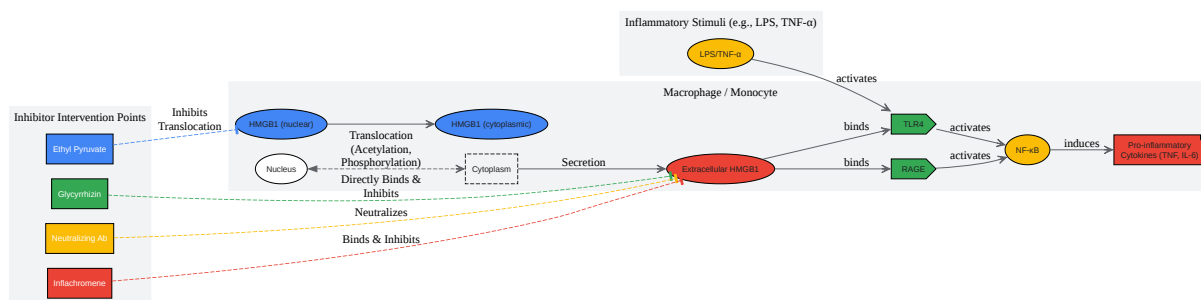 Inflammatory Stimuli (e.g., LPS, TNF-α)
LPS/TNF-α
activates
Macrophage / Monocyte
Inhibitor Intervention Points
Inhibits
Translocation
HMGB1 (nuclear)
HMGB1 (cytoplasmic)
TLR4
binds
activates
Translocation
(Acetylation,
Phosphorylation)
Ethyl Pyruvate
NF-κB
induces
Pro-inflammatory
Cytokines (TNF, IL-6)
Nucleus
Cytoplasm
Secretion
Extracellular HMGB1
binds
RAGE
activates
Directly Binds &
Inhibits
Glycyrrhizin
Neutralizes
Neutralizing Ab
Binds & Inhibits
Inflachromene